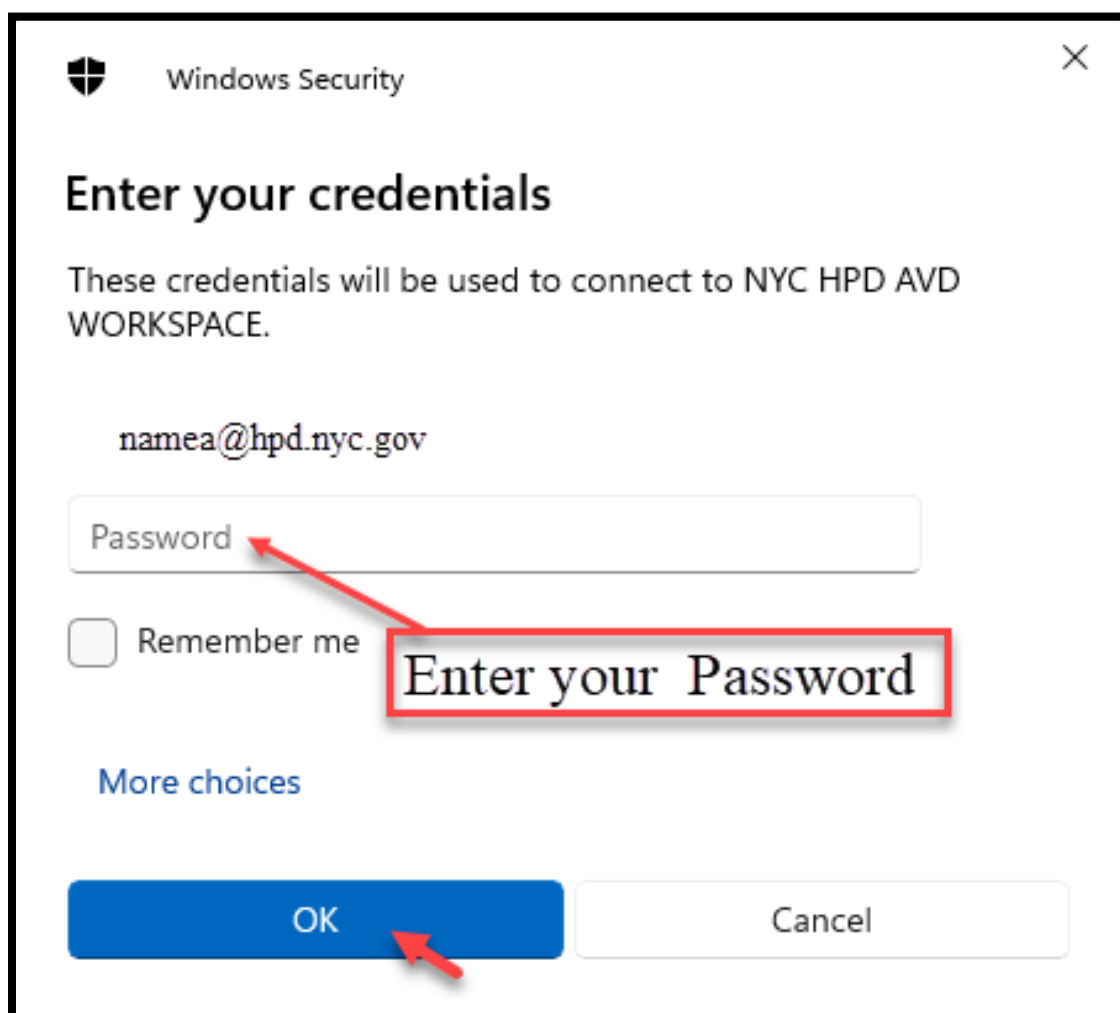 Windows Security
Enter your credentials
These credentials will be used to connect to NYC HPD AVD
WORKSPACE.
namea@hpd.nyc.gov
Password
Remember me
Enter your  Password
More choices
OK
Cancel